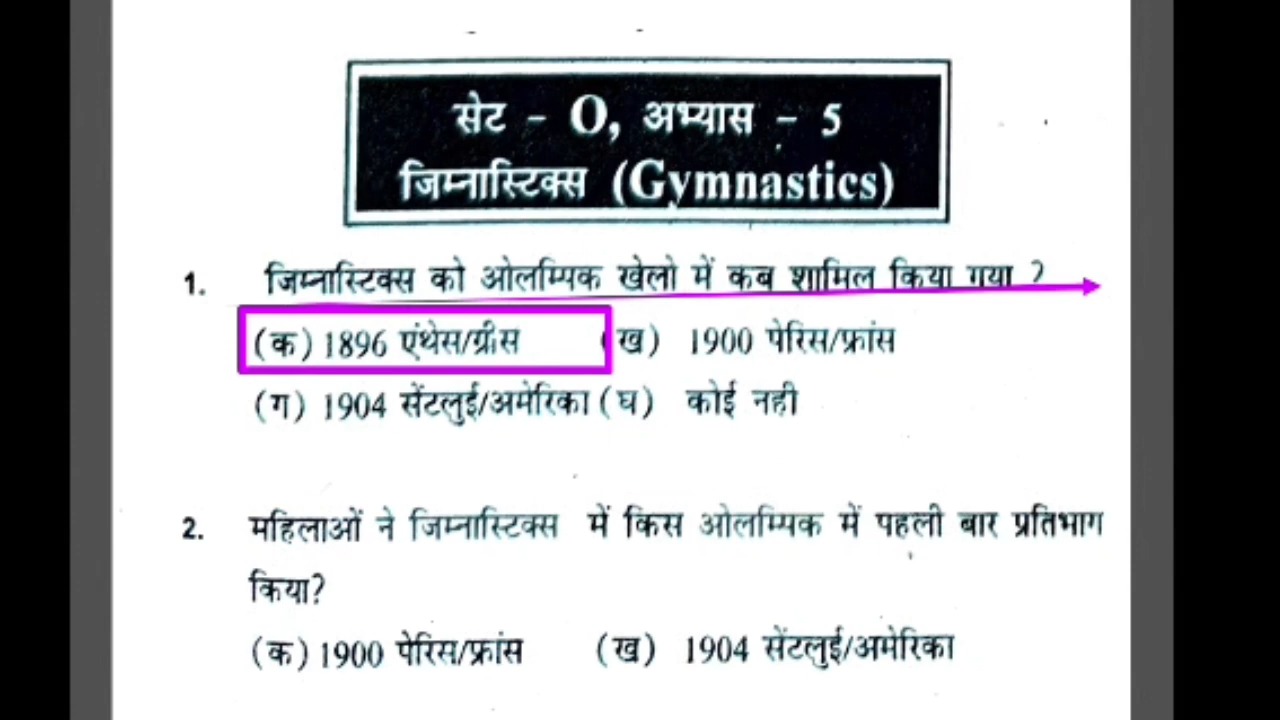 सेट - O, अभ्यास - 5
जिम्नास्टिक्स (Gymnastics)
1. जिम्नास्टिक्स को ओलम्पिक खेलो में कब शामिल किया गया ?
(क) 1896 एंथेस/ग्रीस (ख) 1900 पेरिस/फ्रांस
(ग) 1904 सेंटलुई/अमेरिका (घ) कोई नही
2. महिलाओं ने जिम्नास्टिक्स में किस ओलम्पिक में पहली बार प्रतिभाग
किया?
(क) 1900 पेरिस/फ्रांस (ख) 1904 सेंटलुई/अमेरिका